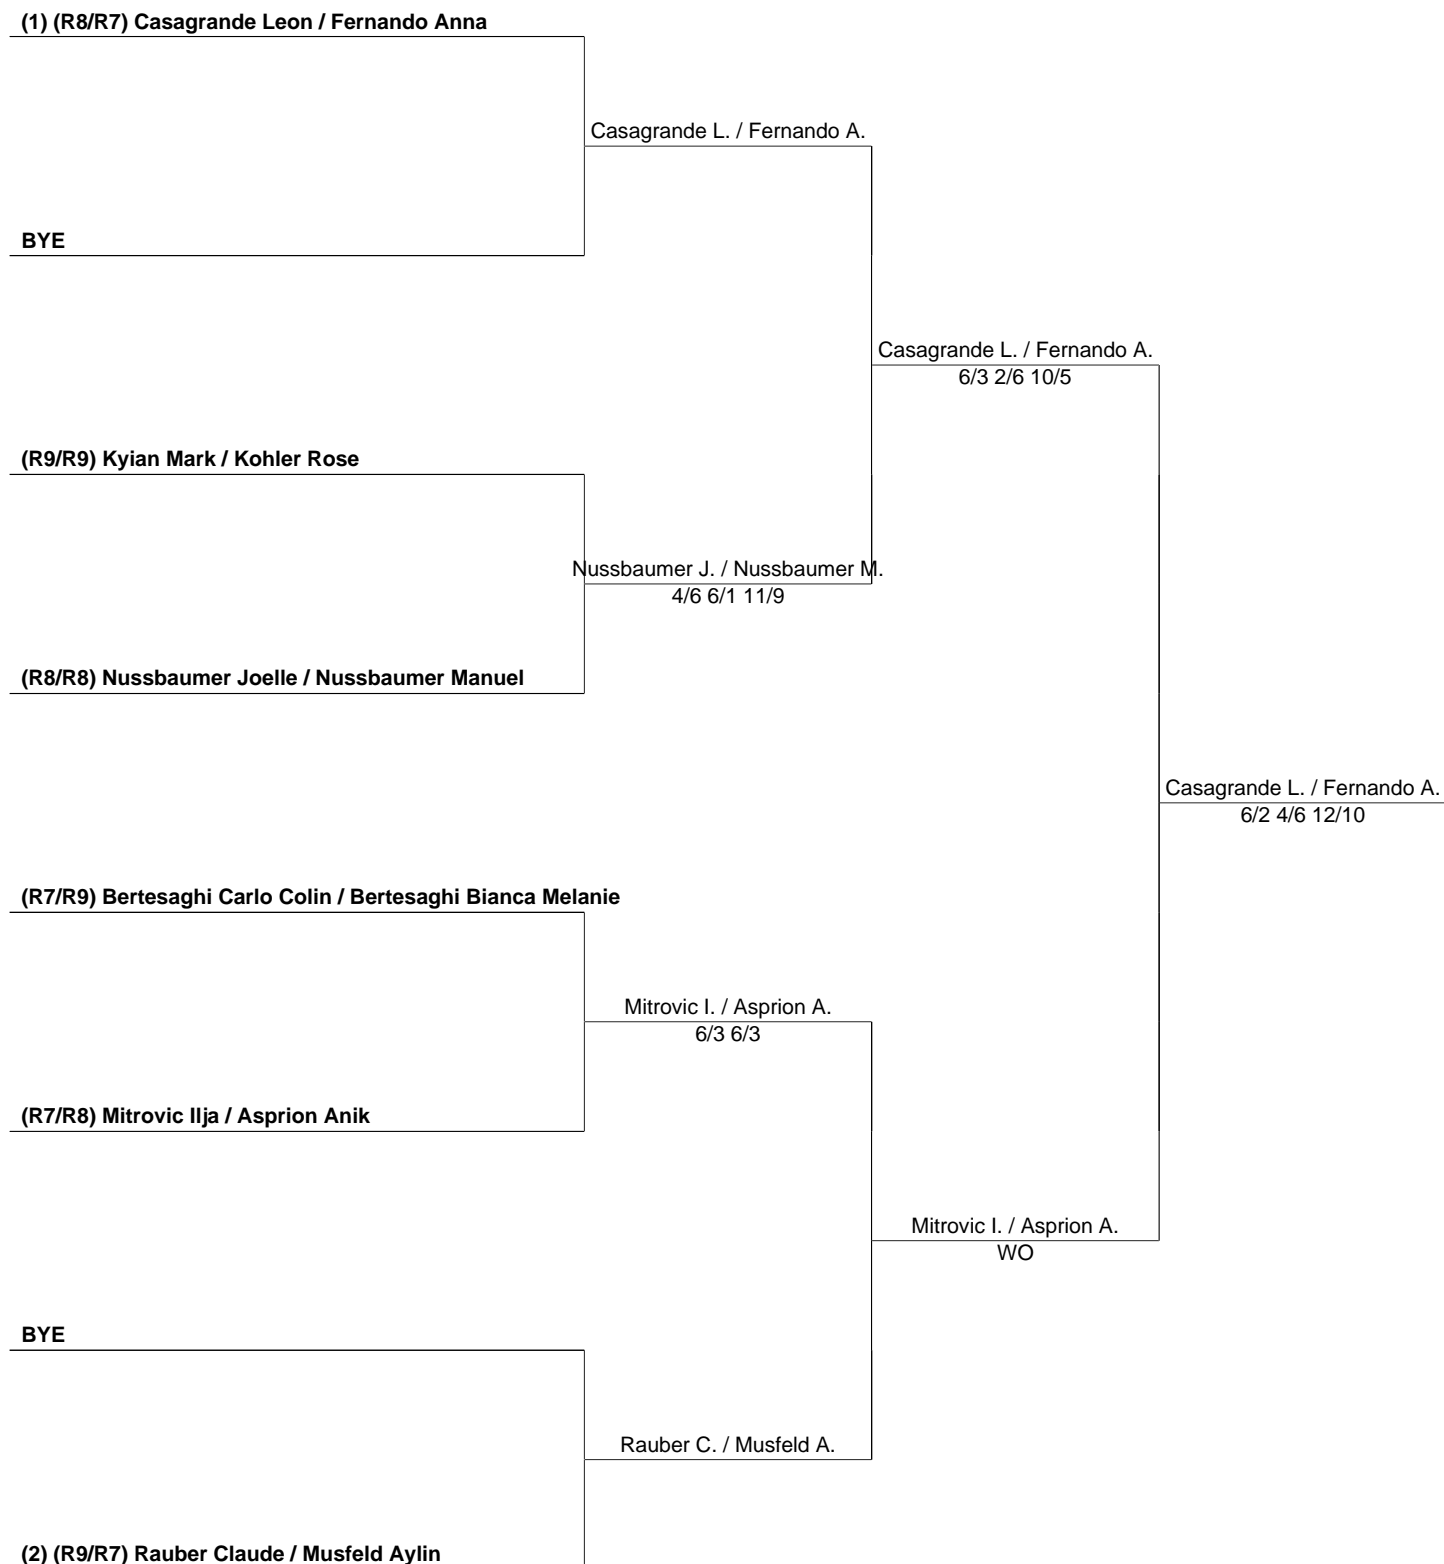 (1) (R8/R7) Casagrande Leon / Fernando Anna
Casagrande L. / Fernando A.
BYE
Casagrande L. / Fernando A.
6/3 2/6 10/5
(R9/R9) Kyian Mark / Kohler Rose
Nussbaumer J. / Nussbaumer M.
4/6 6/1 11/9
(R8/R8) Nussbaumer Joelle / Nussbaumer Manuel
Casagrande L. / Fernando A.
6/2 4/6 12/10
(R7/R9) Bertesaghi Carlo Colin / Bertesaghi Bianca Melanie
Mitrovic I. / Asprion A.
6/3 6/3
(R7/R8) Mitrovic Ilja / Asprion Anik
Mitrovic I. / Asprion A.
WO
BYE
Rauber C. / Musfeld A.
(2) (R9/R7) Rauber Claude / Musfeld Aylin